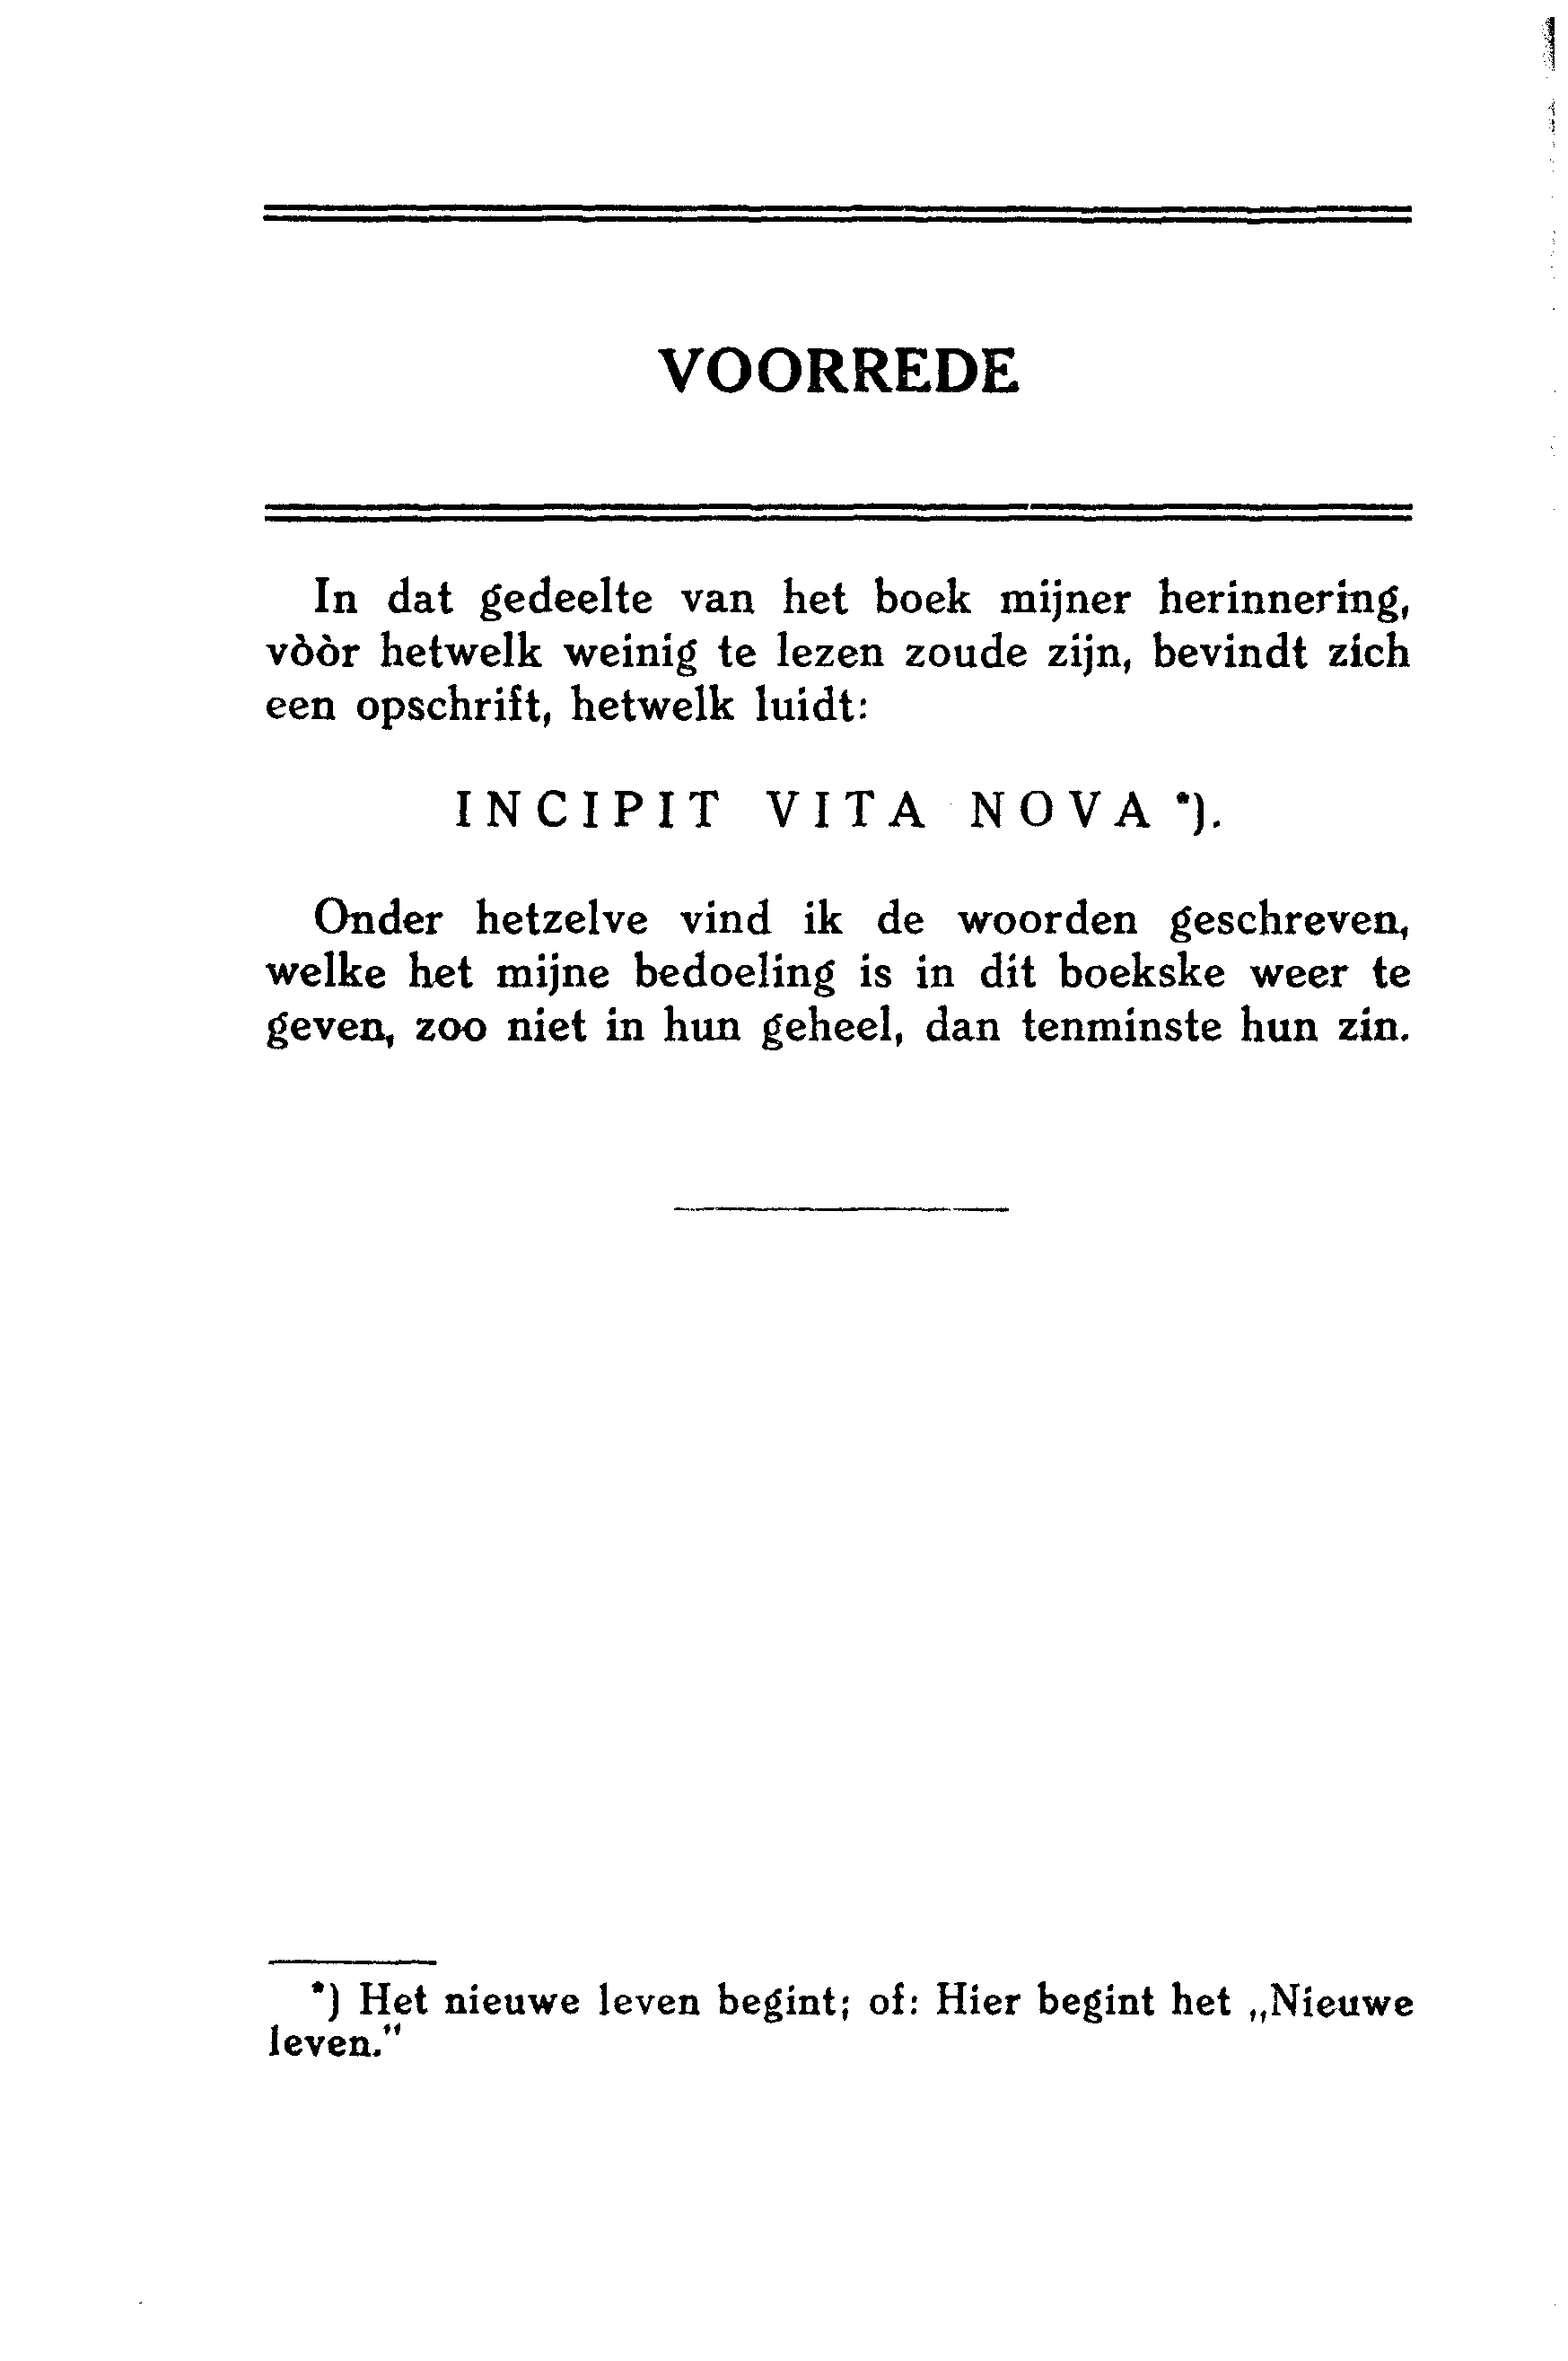 VOORREDE
In dat gedeelte van het boek mijner herinnering,
vòòr hetwelk weinig te lezen zoude zijn, bevindt zich
een opschrift, hetwelk luidt:
INCIPIT VITA NOVA *).
Onder hetzelve vind ik de woorden geschreven,
welke het mijne bedoeling is in dit boekske weer te
geven, zoo niet in hun geheel, dan tenminste hun zin.
*) Het nieuwe leven begint; of: Hier begint het „Nieuwe
leven."